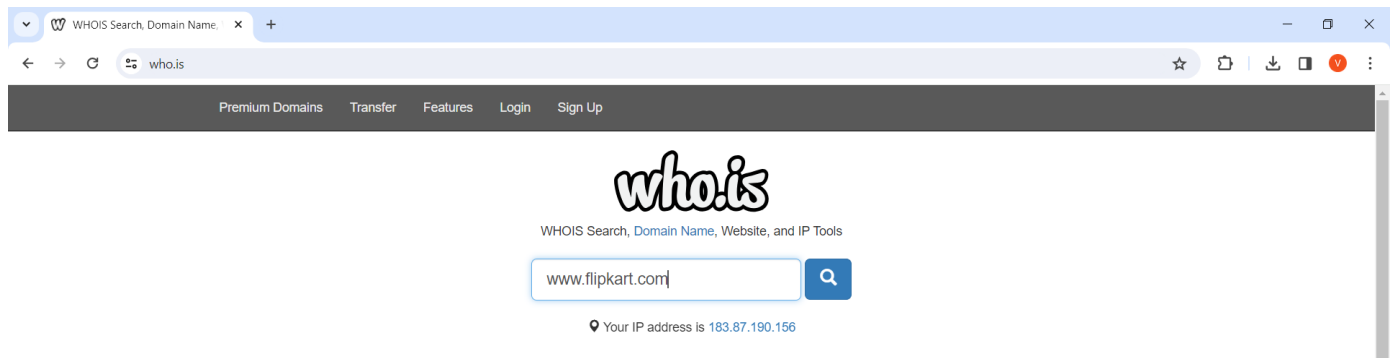 WHOIS Search, Domain Name,
who.is
V
Premium Domains Transfer Features Login Sign Up
who.is
WHOIS Search, Domain Name, Website, and IP Tools
www.flipkart.com
Your IP address is 183.87.190.156